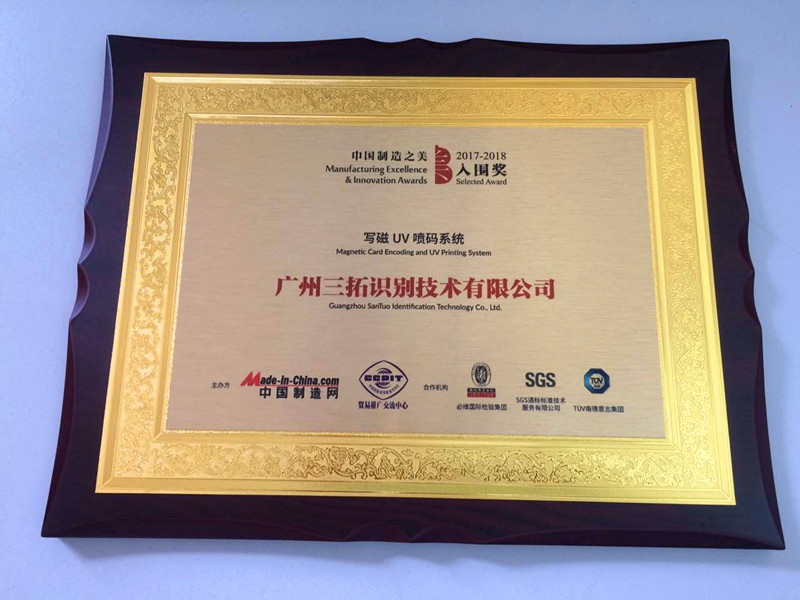 中国制造之美
Manufacturing Excellence
& Innovation Awards
2017-2018
入围奖
Selected Award
写磁 UV 喷码系统
Magnetic Card Encoding and UV Printing System
广州三拓识别技术有限公司
Guangzhou SanTuo Identification Technology Co., Ltd.
主办方
Made-in-China.com
中国制造网
CCOIT
贸易推广交流中心
合作机构
必维国际检验集团
SGS
SGS通标标准技术
服务有限公司
TÜV
TÜV南德意志集团